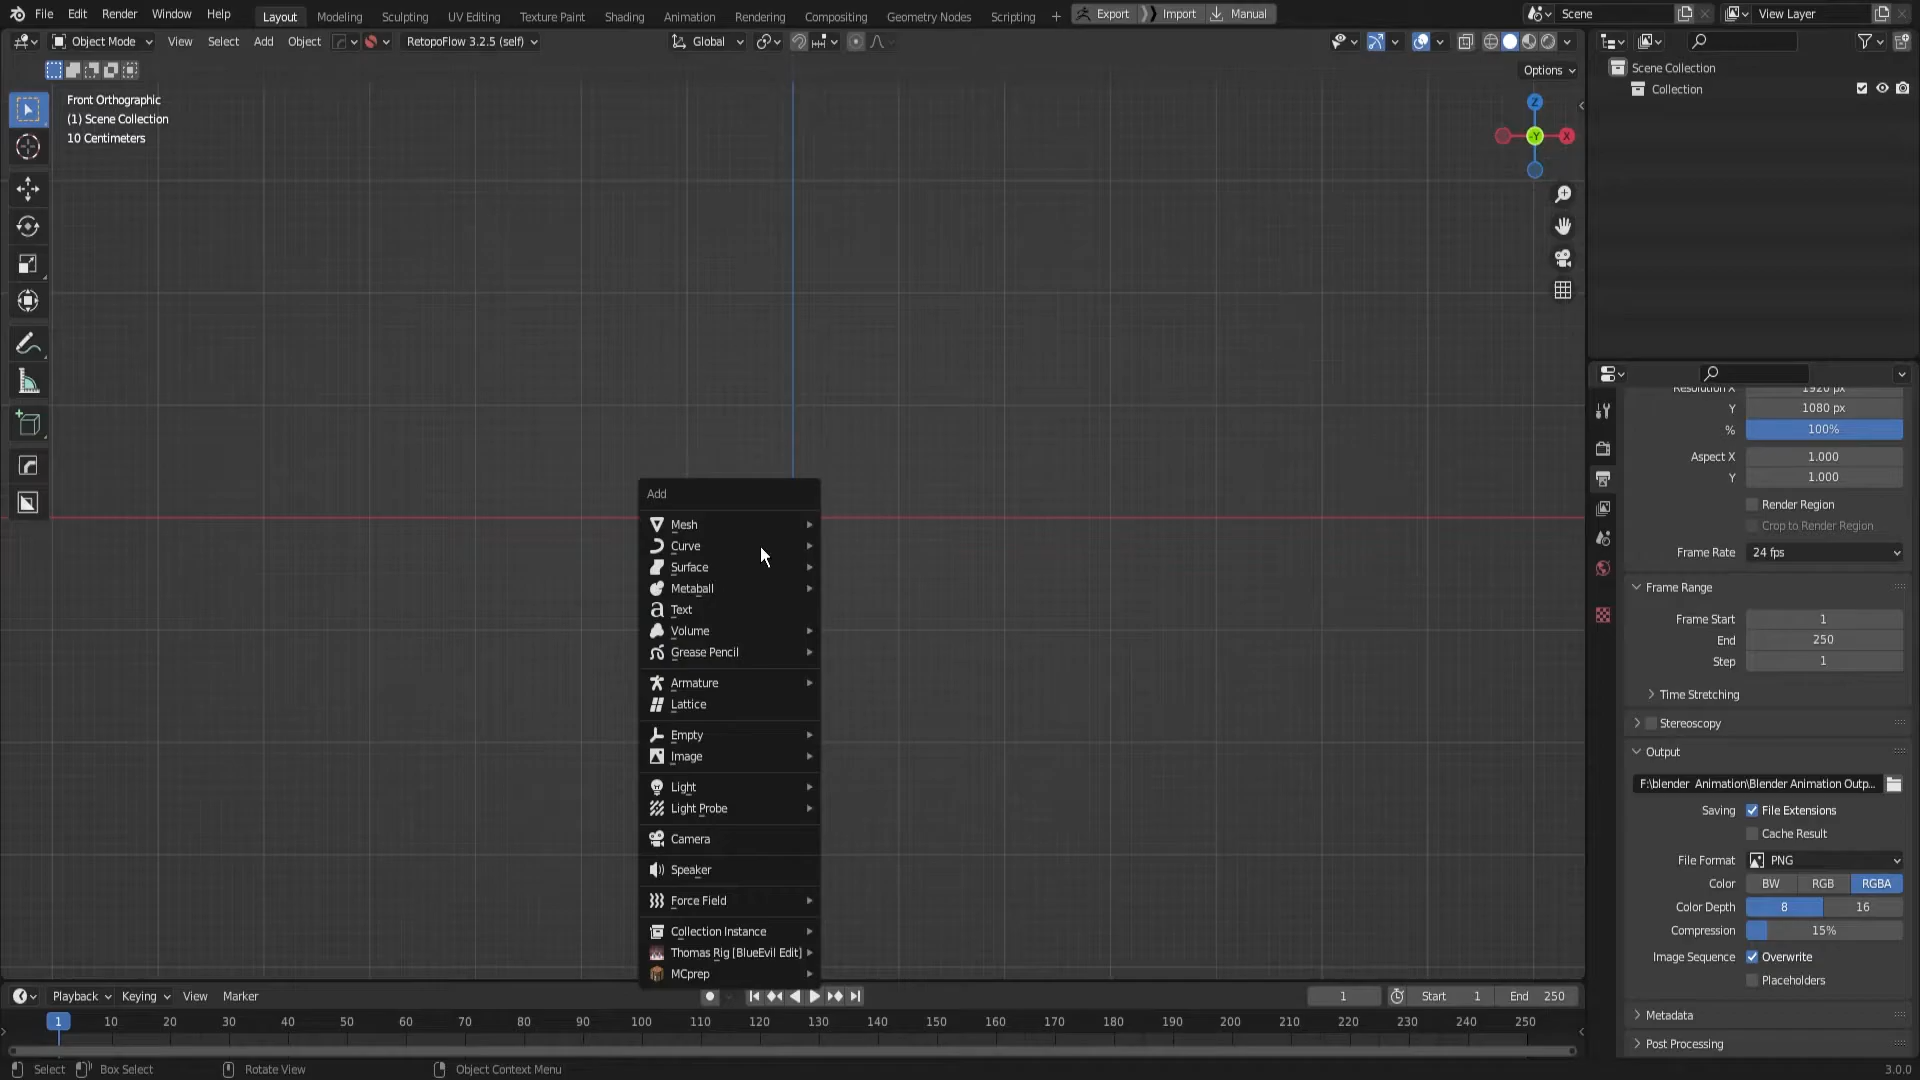 File Edit Render Window Help Layout Modeling Sculpting UV Editing Texture Paint Shading Animation Rendering Compositing Geometry Nodes Scripting + Export Import Manual Scene View Layer
Object Mode View Select Add Object RetopoFlow 3.2.5 (self) Global
Options
Front Orthographic
(1) Scene Collection
10 Centimeters
Z
-Y
X
Scene Collection
Collection
Add
Mesh
Curve
Surface
Metaball
Text
Volume
Grease Pencil
Armature
Lattice
Empty
Image
Light
Light Probe
Camera
Speaker
Force Field
Collection Instance
Thomas Rig [BlueEvil Edit]
MCprep
Resolution X 1920 px
Y 1080 px
% 100%
Aspect X 1.000
Y 1.000
Render Region
Crop to Render Region
Frame Rate 24 fps
Frame Range
Frame Start 1
End 250
Step 1
Time Stretching
Stereoscopy
Output
F:\blender Animation\Blender Animation Outp...
Saving File Extensions
Cache Result
File Format PNG
Color BW RGB RGBA
Color Depth 8 16
Compression 15%
Image Sequence Overwrite
Placeholders
Metadata
Post Processing
Playback Keying View Marker 1 Start 1 End 250
1 10 20 30 40 50 60 70 80 90 100 110 120 130 140 150 160 170 180 190 200 210 220 230 240 250
Select Box Select Rotate View Object Context Menu 3.0.0